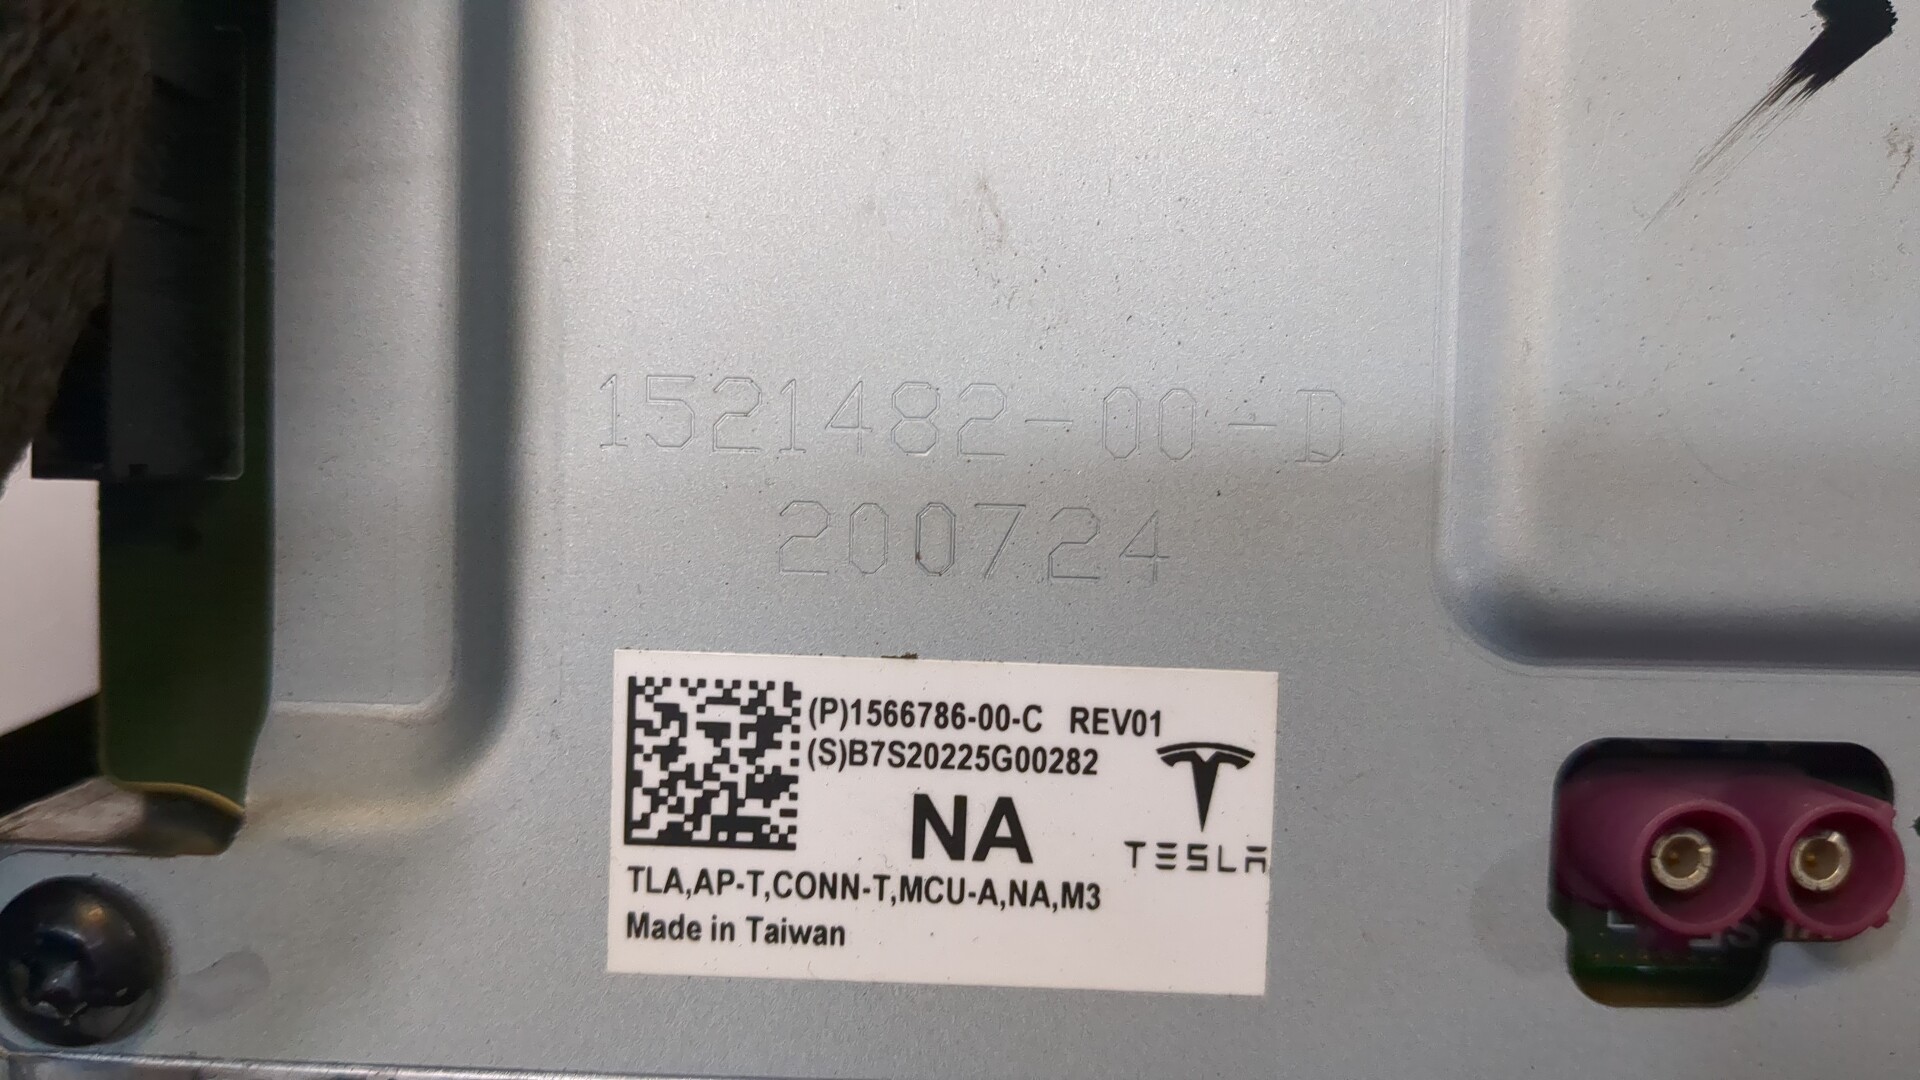 1521482-00-D
200724
(P)1566786-00-C REV01
(S)B7S20225G00282
NA
TESLA
TLA,AP-T,CONN-T,MCU-A,NA,M3
Made in Taiwan